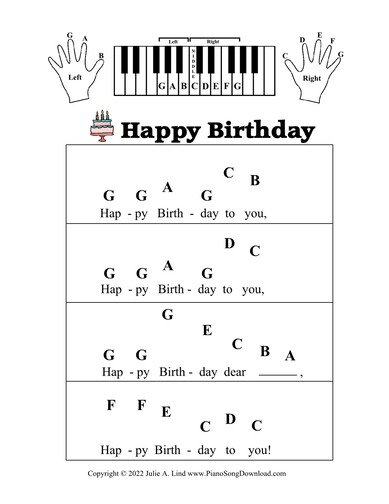 G A B
Left
Left M Right
MIDDLE
G A B C D E F G
C D E F G
Right
Happy Birthday
G G A G C B
Hap - py Birth - day to you,
G G A G D C
Hap - py Birth - day to you,
G G G E C B A
Hap - py Birth - day dear ______ ,
F F E C D C
Hap - py Birth - day to you!
Copyright © 2022 Julie A. Lind www.PianoSongDownload.com